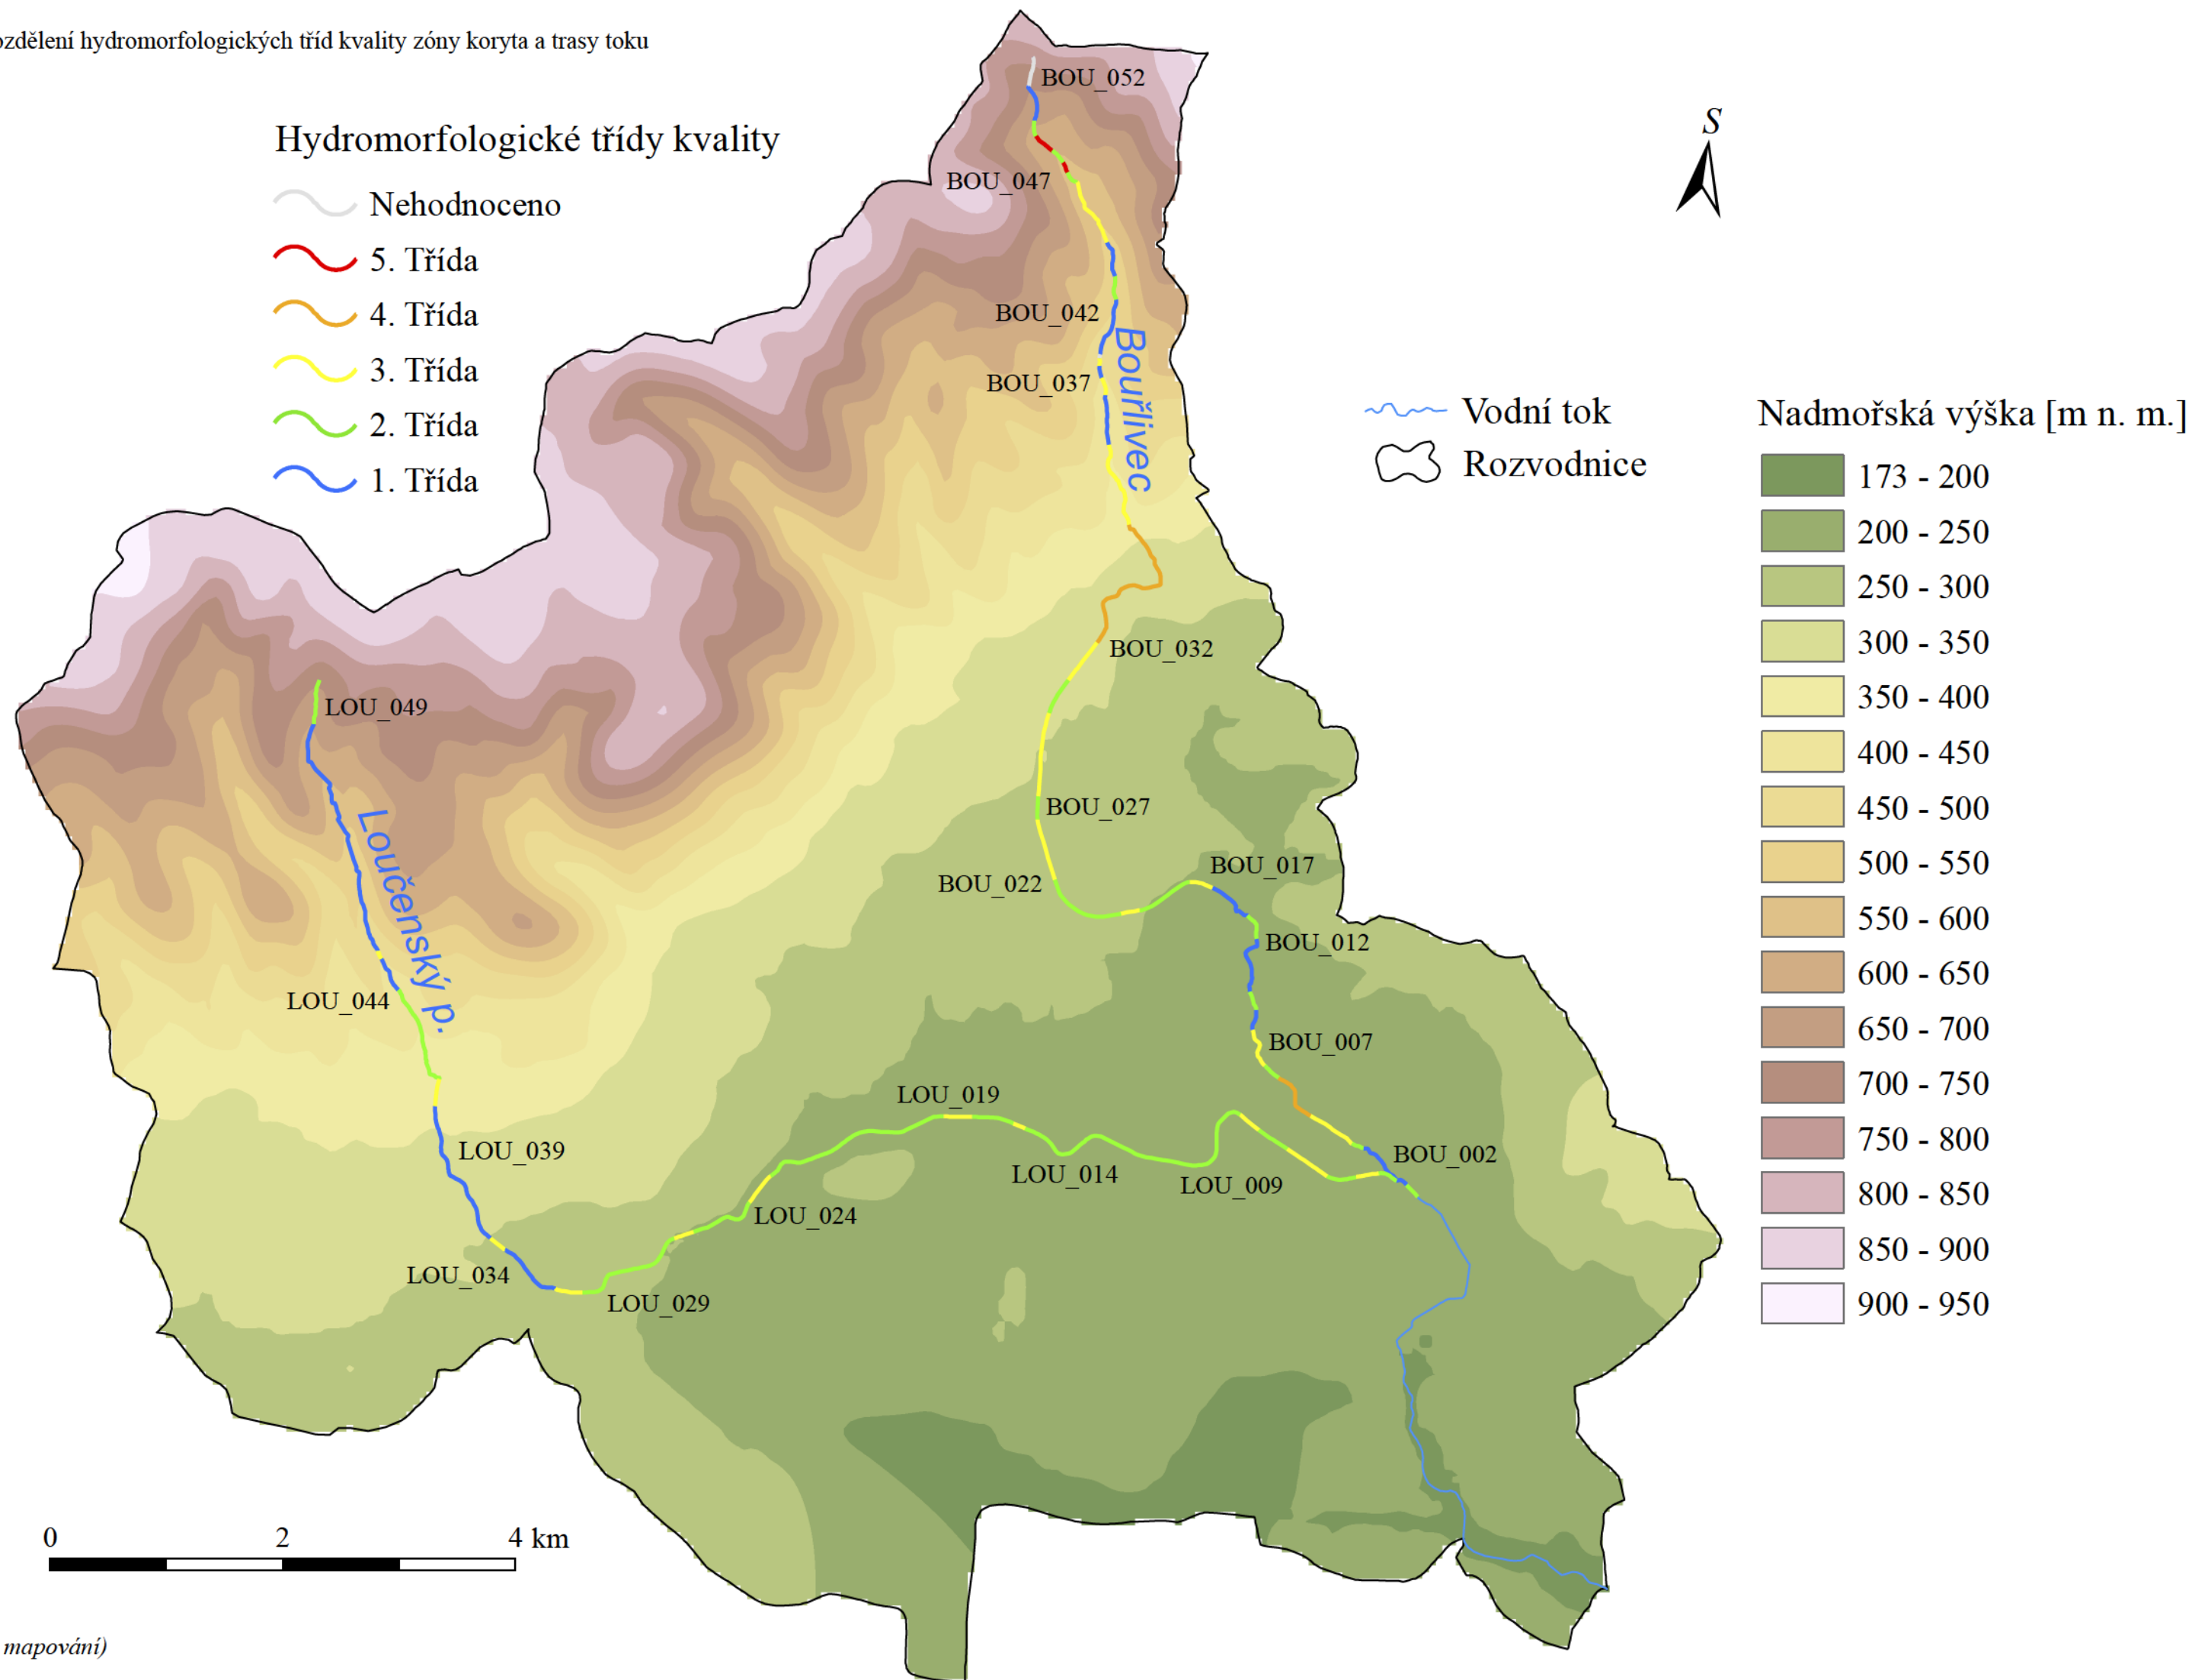 ozdělení hydromorfologických tříd kvality zóny koryta a trasy toku
Hydromorfologické třídy kvality
Nehodnoceno
5. Třída
4. Třída
3. Třída
2. Třída
1. Třída
S
Vodní tok
Rozvodnice
Nadmořská výška [m n. m.]
173 - 200
200 - 250
250 - 300
300 - 350
350 - 400
400 - 450
450 - 500
500 - 550
550 - 600
600 - 650
650 - 700
700 - 750
750 - 800
800 - 850
850 - 900
900 - 950
BOU_052
BOU_047
BOU_042
Bouřlivec
BOU_037
BOU_032
BOU_027
BOU_022
BOU_017
BOU_012
BOU_007
BOU_002
LOU_049
Loučenský p.
LOU_044
LOU_039
LOU_034
LOU_029
LOU_024
LOU_019
LOU_014
LOU_009
0 2 4 km
mapování)